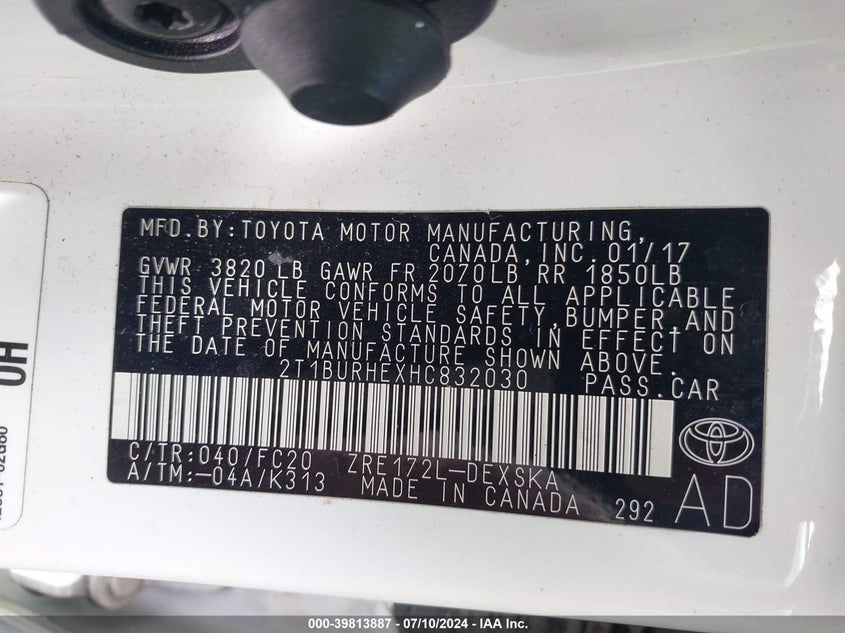 MFD. BY: TOYOTA MOTOR MANUFACTURING,
CANADA, INC. 01/17
GVWR 3820 LB GAWR FR 2070LB, RR 1850LB
THIS VEHICLE CONFORMS TO ALL APPLICABLE
FEDERAL MOTOR VEHICLE SAFETY, BUMPER, AND
THEFT PREVENTION STANDARDS IN EFFECT ON
THE DATE OF MANUFACTURE SHOWN ABOVE.
2T1BURHEXHC832030 PASS. CAR
C/TR: 040/FC20 ZRE172L-DEXSKA
A/TM: -04A/K313 MADE IN CANADA 292
AD
000-39813887 - 07/10/2024 - IAA Inc.